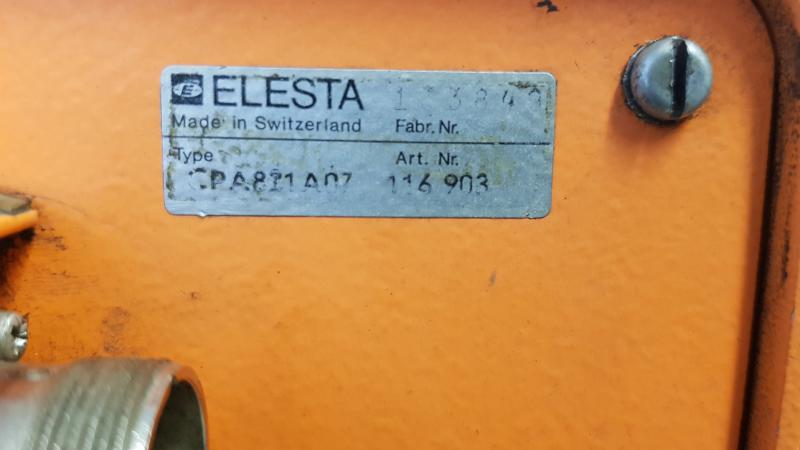 ELESTA
Made in Switzerland Fabr. Nr.
Type Art. Nr.
116 903